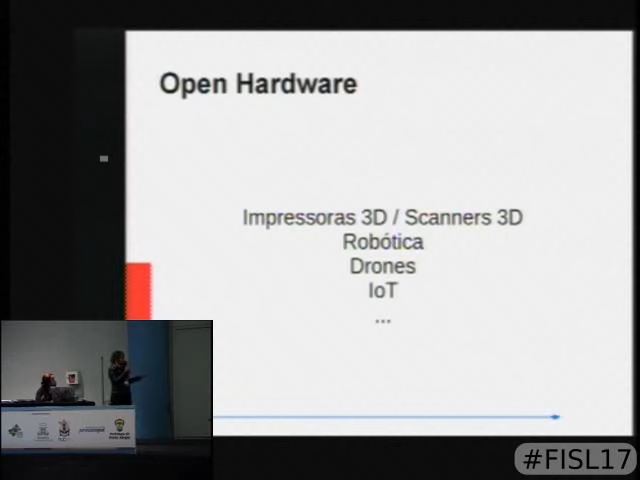 Open Hardware
Impressoras 3D / Scanners 3D
Robótica
Drones
IoT
...
#FISL17